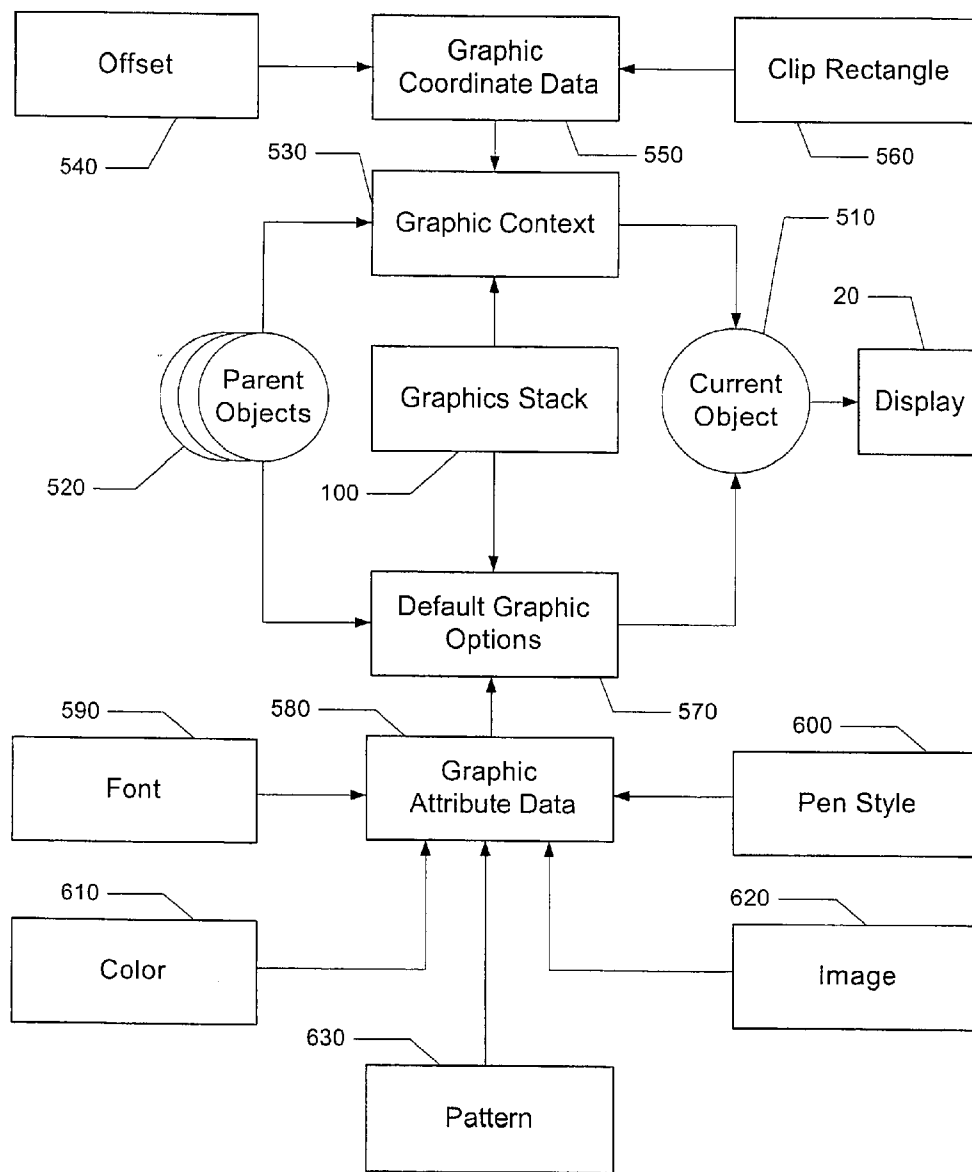 Offset
Graphic
Coordinate Data
Clip Rectangle
540
530
550
560
Graphic Context
510
20
Parent
Objects
Graphics Stack
Current
Object
Display
520
100
Default Graphic
Options
590
580
570
600
Font
Graphic
Attribute Data
Pen Style
610
620
Color
Image
630
Pattern